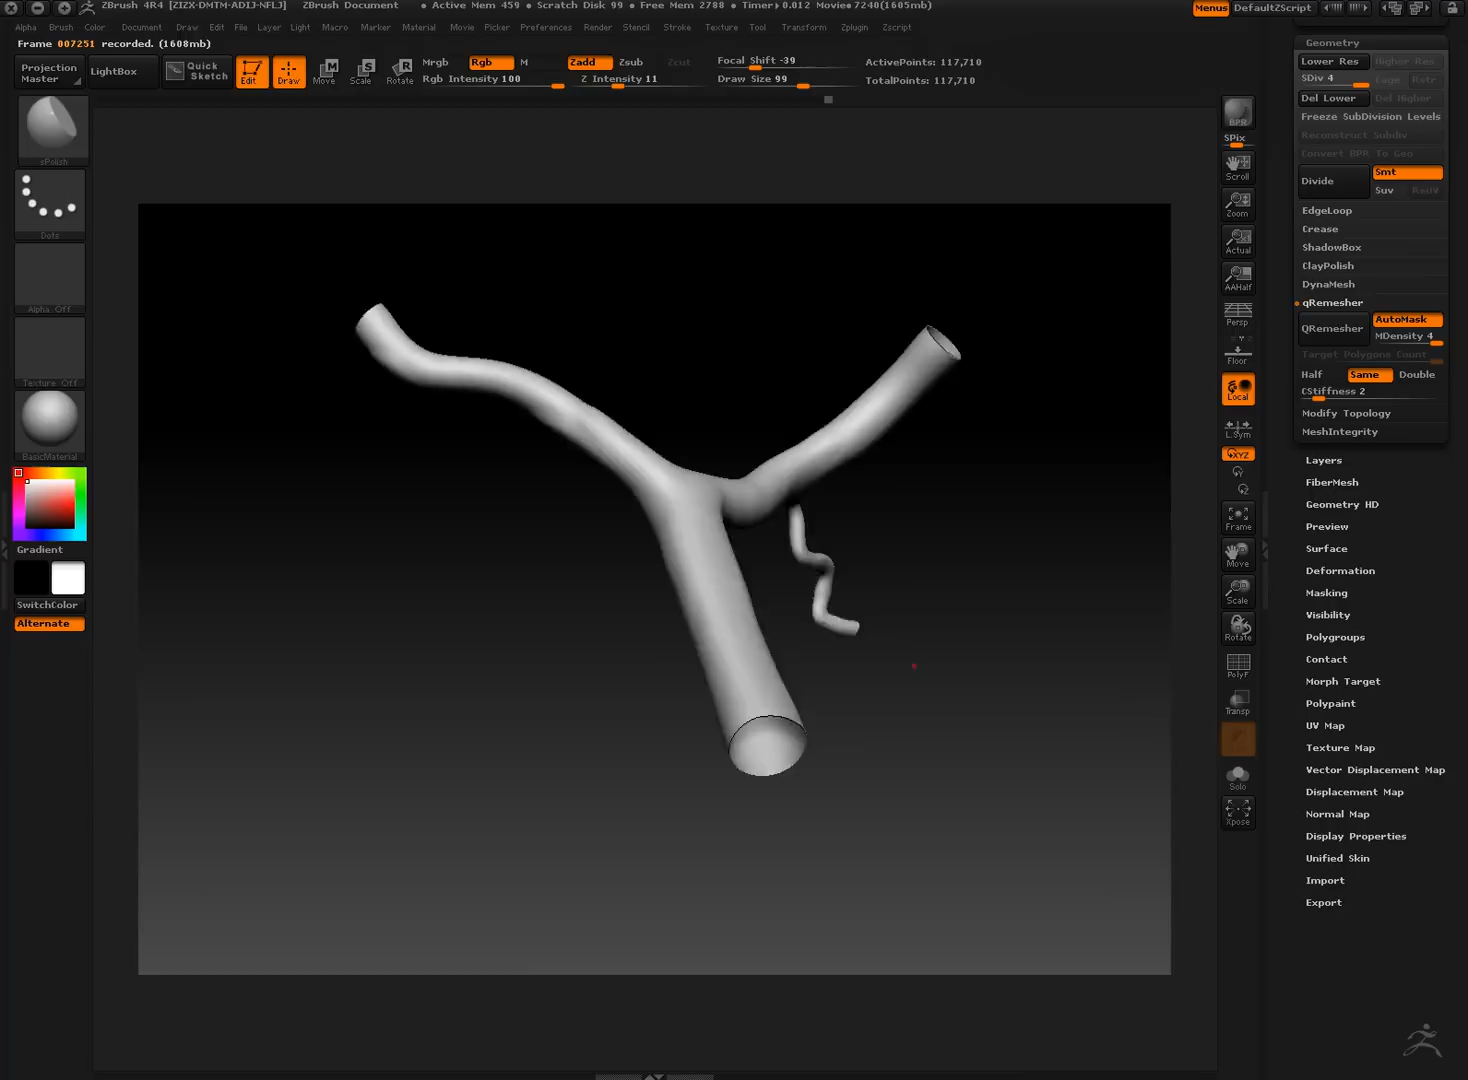 ZBrush 4R4 [ZIZX-DMTM-ADIJ-NFLJ] ZBrush Document • Active Mem 459 • Scratch Disk 99 • Free Mem 2788 • Timer▸0.012 Movie●7240(1605mb) Menus DefaultZScript
Alpha Brush Color Document Draw Edit File Layer Light Macro Marker Material Movie Picker Preferences Render Stencil Stroke Texture Tool Transform Zplugin Zscript
Frame 007251 recorded. (1608mb)
Projection Master
LightBox
Quick Sketch
Edit
Draw
Move
Scale
Rotate
Mrgb Rgb M
Rgb Intensity 100
Zadd Zsub Zcut
Z Intensity 11
Focal Shift -39
Draw Size 99
ActivePoints: 117,710
TotalPoints: 117,710
sPolish
Dots
Alpha Off
Texture Off
BasicMaterial
Gradient
SwitchColor
Alternate
BPR
SPix
Scroll
Zoom
Actual
AAHalf
Persp
Floor
Local
L.Sym
XYZ
Y
Z
Frame
Move
Scale
Rotate
PolyF
Transp
Solo
Xpose
Geometry
Lower Res Higher Res
SDiv 4 Cage Rstr
Del Lower Del Higher
Freeze SubDivision Levels
Reconstruct Subdiv
Convert BPR To Geo
Divide Smt
Suv ReUV
EdgeLoop
Crease
ShadowBox
ClayPolish
DynaMesh
qRemesher
QRemesher AutoMask
MDensity 4
Target Polygons Count
Half Same Double
CStiffness 2
Modify Topology
MeshIntegrity
Layers
FiberMesh
Geometry HD
Preview
Surface
Deformation
Masking
Visibility
Polygroups
Contact
Morph Target
Polypaint
UV Map
Texture Map
Vector Displacement Map
Displacement Map
Normal Map
Display Properties
Unified Skin
Import
Export